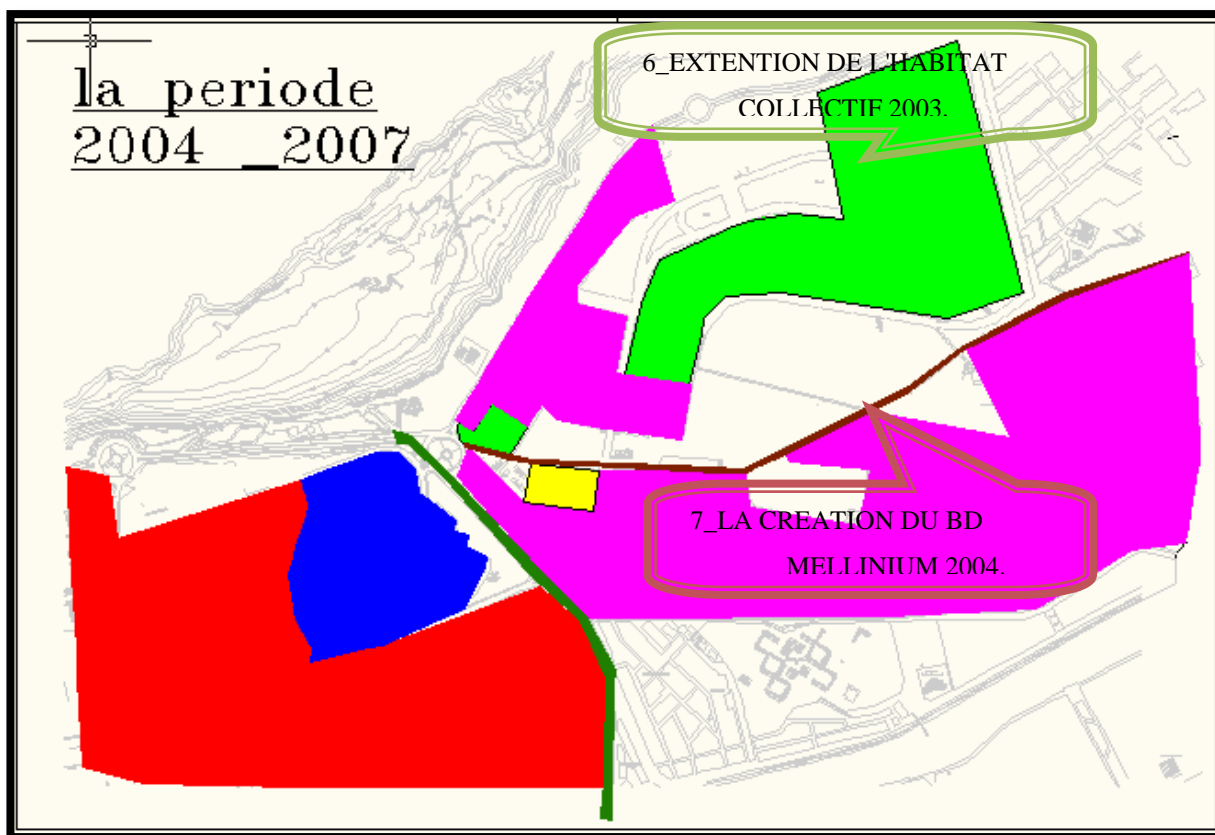 la periode
2004 _2007
6_EXTENTION DE L'HABITAT
COLLECTIF 2003.
7_LA CREATION DU BD
MELLINIUM 2004.